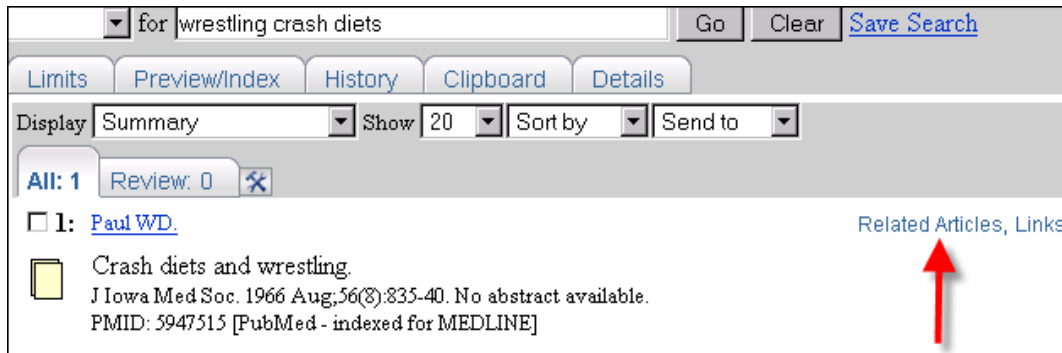 for wrestling crash diets Go Clear Save Search
Limits Preview/Index History Clipboard Details
Display Summary Show 20 Sort by Send to
All: 1 Review: 0
1: Paul WD. Related Articles, Links
Crash diets and wrestling.
J Iowa Med Soc. 1966 Aug;56(8):835-40. No abstract available.
PMID: 5947515 [PubMed - indexed for MEDLINE]